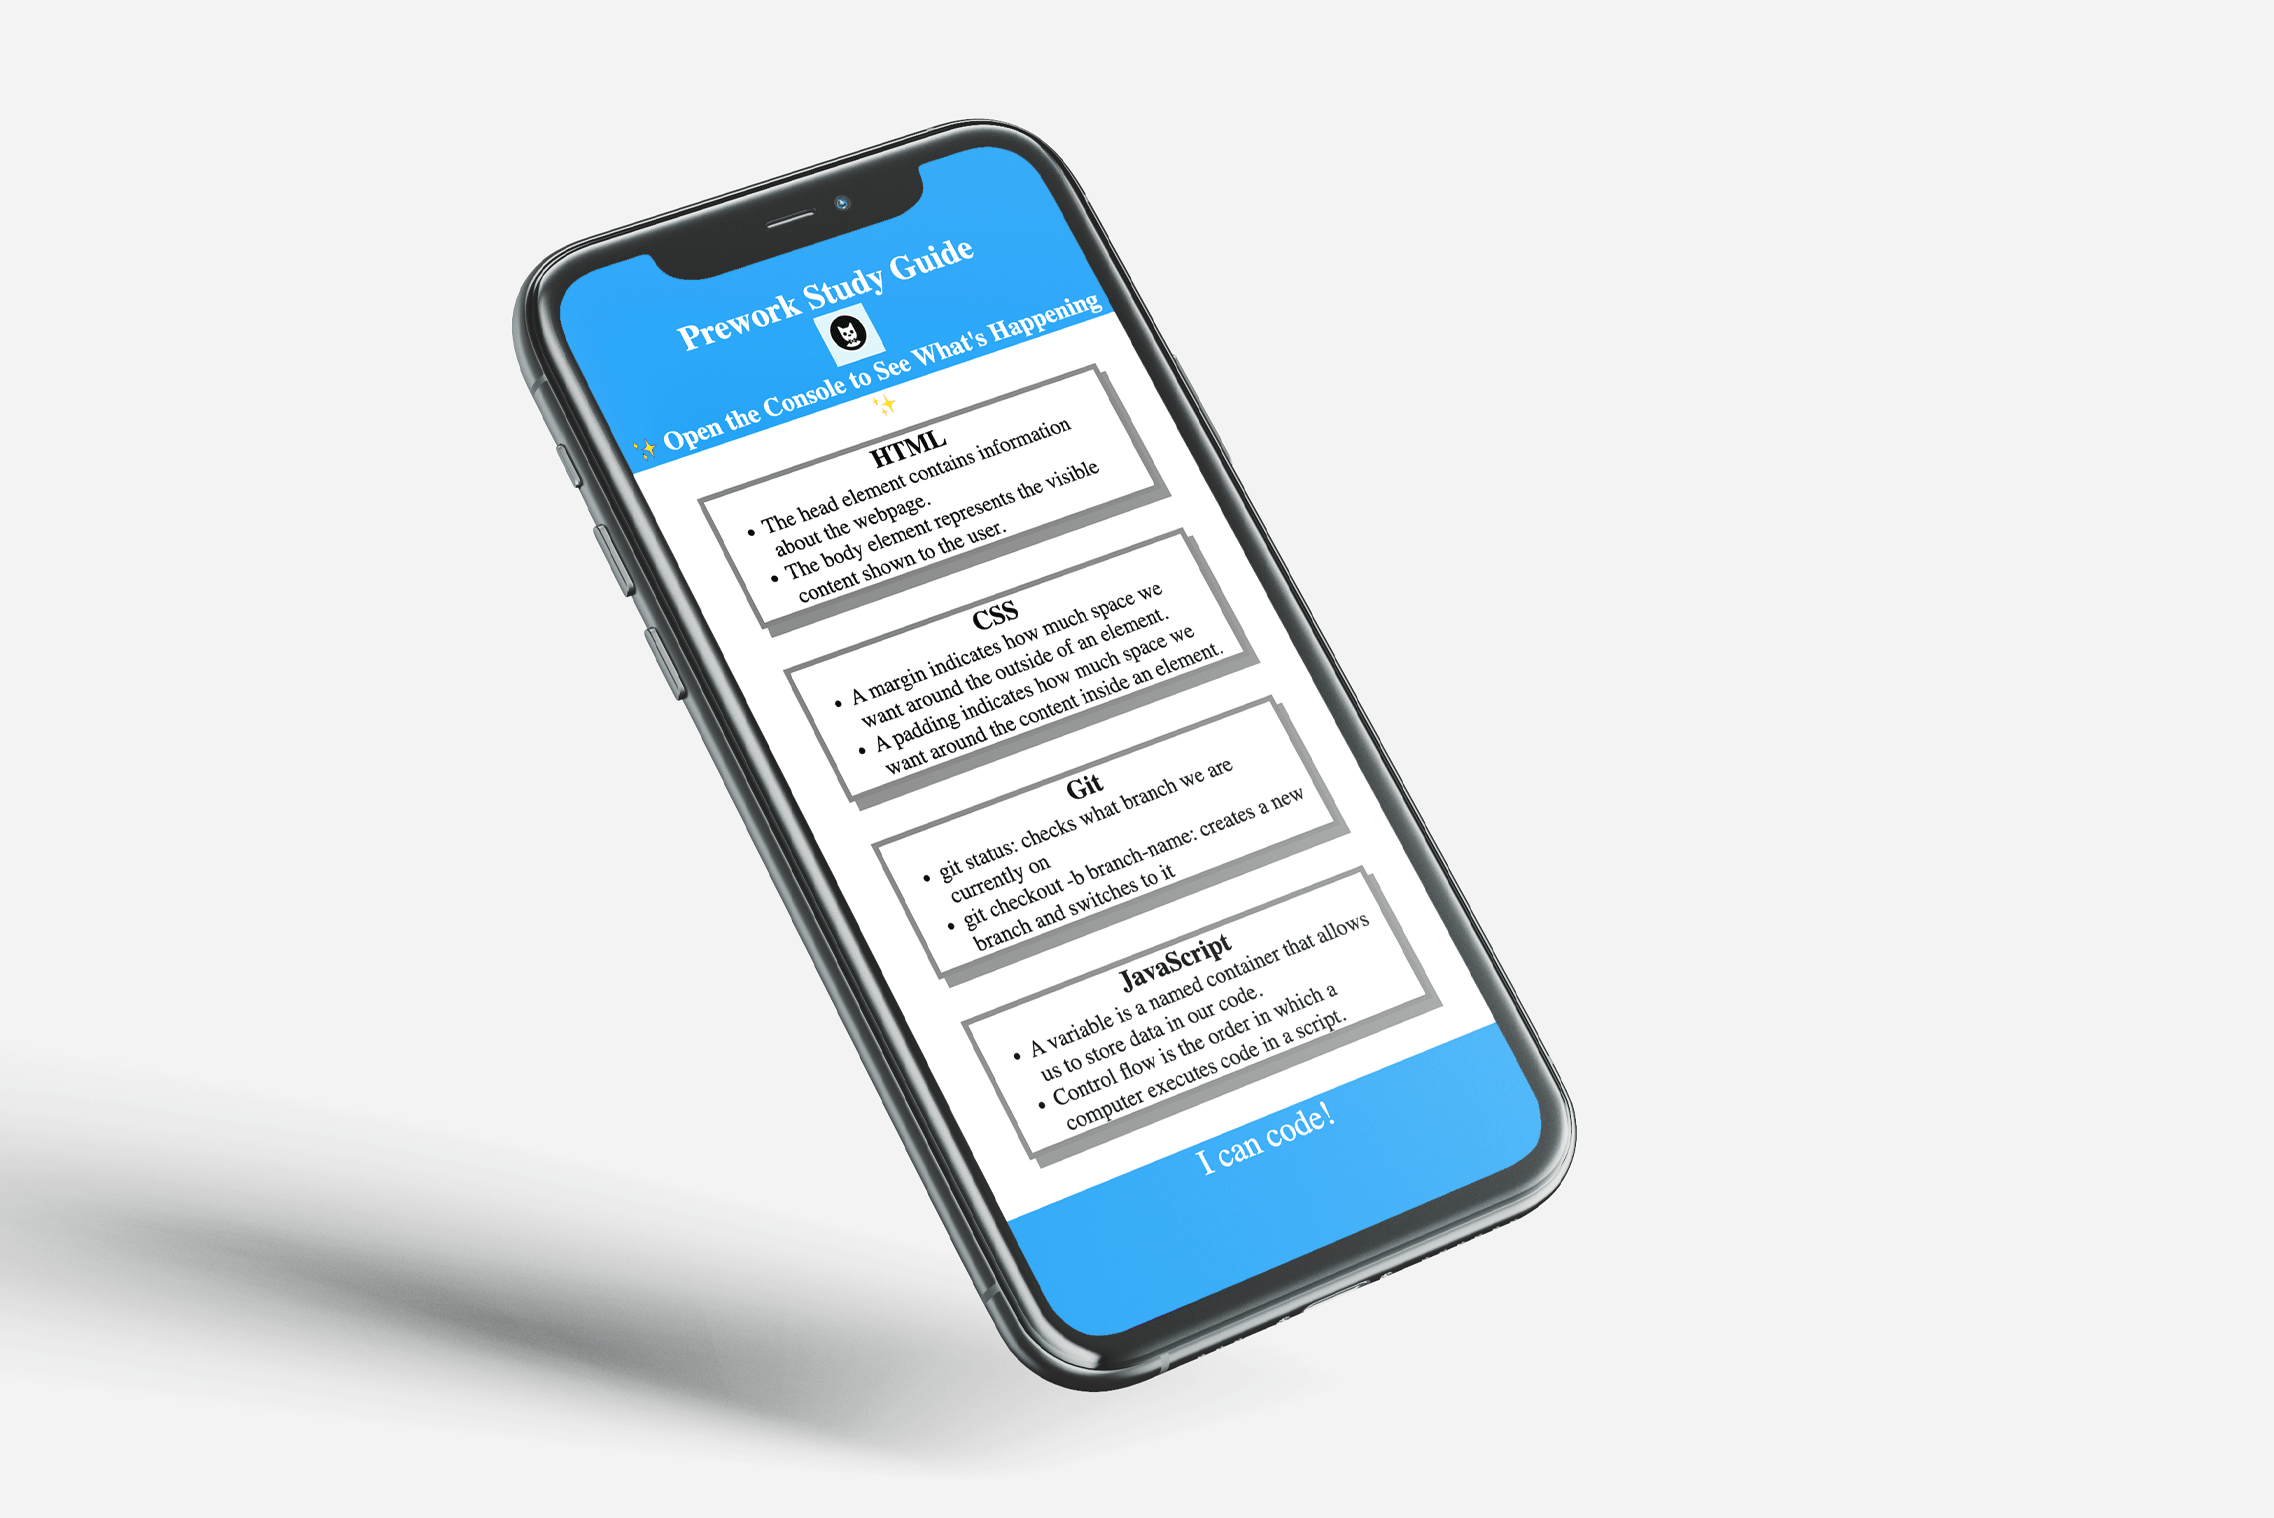 Prework Study Guide
✨ Open the Console to See What's Happening
✨
HTML
• The head element contains information
about the webpage.
• The body element represents the visible
content shown to the user.
CSS
• A margin indicates how much space we
want around the outside of an element.
• A padding indicates how much space we
want around the content inside an element.
Git
• git status: checks what branch we are
currently on
• git checkout -b branch-name: creates a new
branch and switches to it
JavaScript
• A variable is a named container that allows
us to store data in our code.
• Control flow is the order in which a
computer executes code in a script.
I can code!